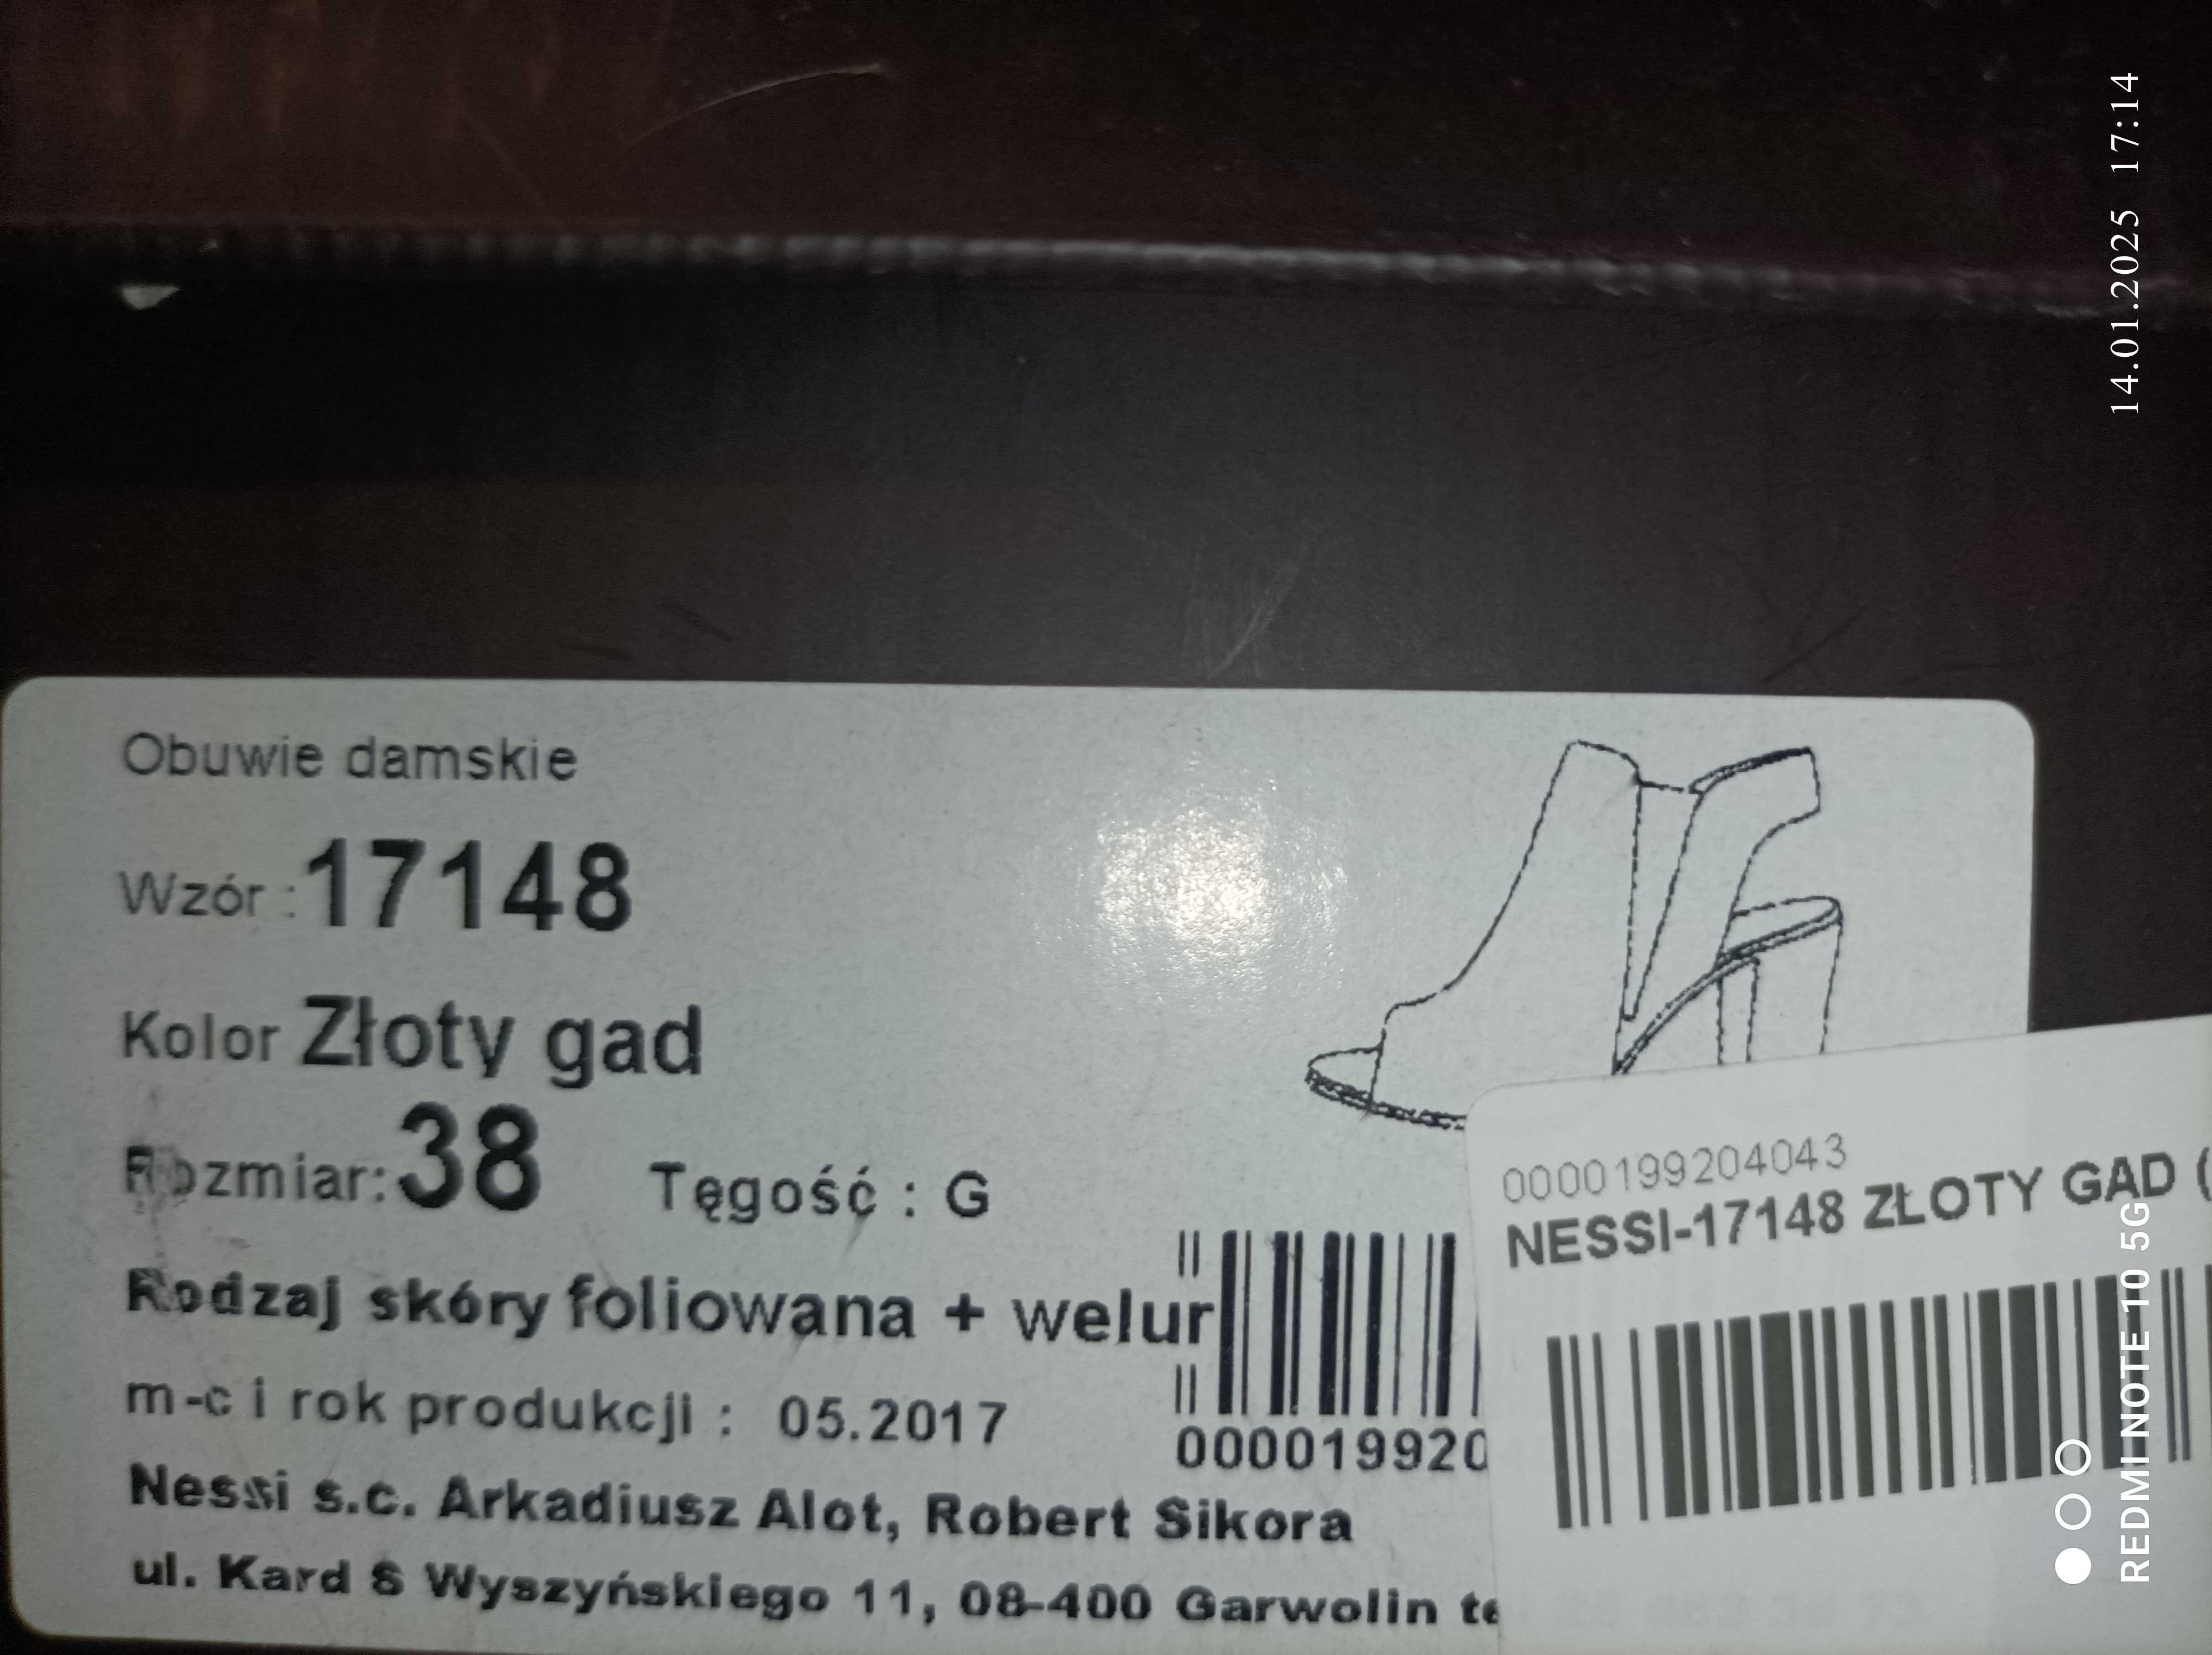 Obuwie damskie
Wzór : 17148
Kolor Złoty gad
Rozmiar: 38 Tęgość : G
Rodzaj skóry foliowana + welur
m-c i rok produkcji : 05.2017
000019920
Nessi s.c. Arkadiusz Alot, Robert Sikora
ul. Kard S Wyszyńskiego 11, 08-400 Garwolin te
0000199204043
NESSI-17148 ZŁOTY GAD (
14.01.2025 17:14
REDMI NOTE 10 5G